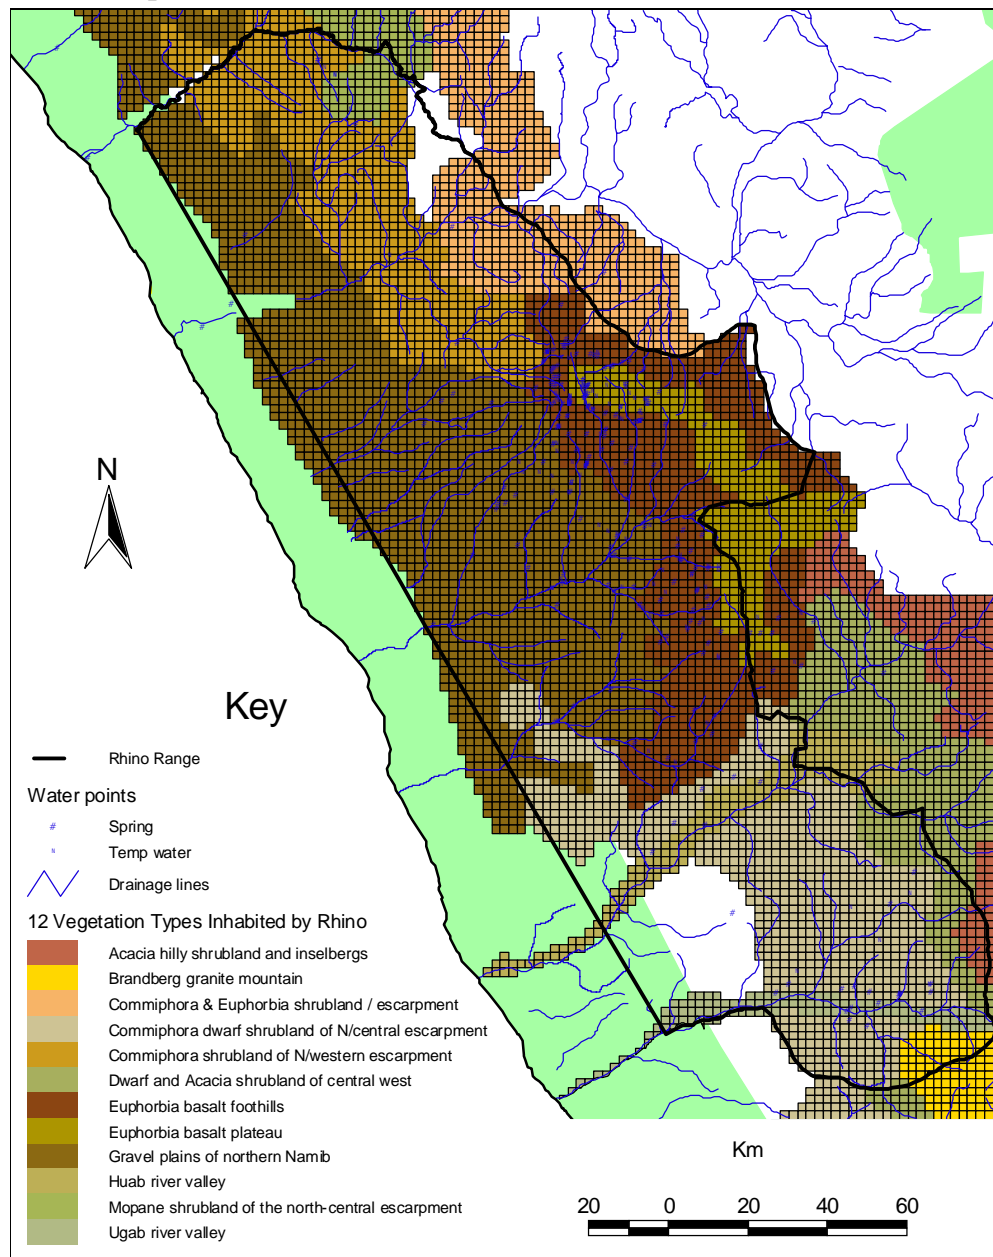 N
Key
Rhino Range
Water points
Spring
Temp water
Drainage lines
12 Vegetation Types Inhabited by Rhino
Acacia hilly shrubland and inselbergs
Brandberg granite mountain
Commiphora & Euphorbia shrubland / escarpment
Commiphora dwarf shrubland of N/central escarpment
Commiphora shrubland of N/western escarpment
Dwarf and Acacia shrubland of central west
Euphorbia basalt foothills
Euphorbia basalt plateau
Gravel plains of northern Namib
Huab river valley
Mopane shrubland of the north-central escarpment
Ugab river valley
Km
20 0 20 40 60